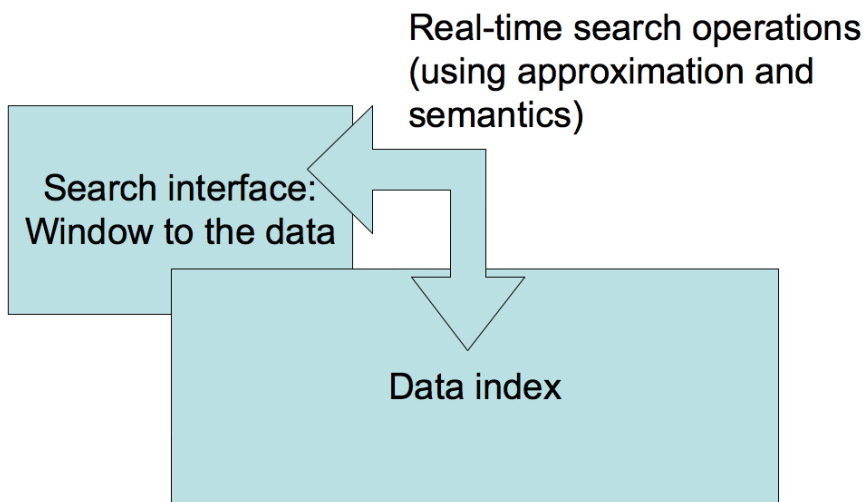 Real-time search operations
(using approximation and
semantics)
Search interface:
Window to the data
Data index